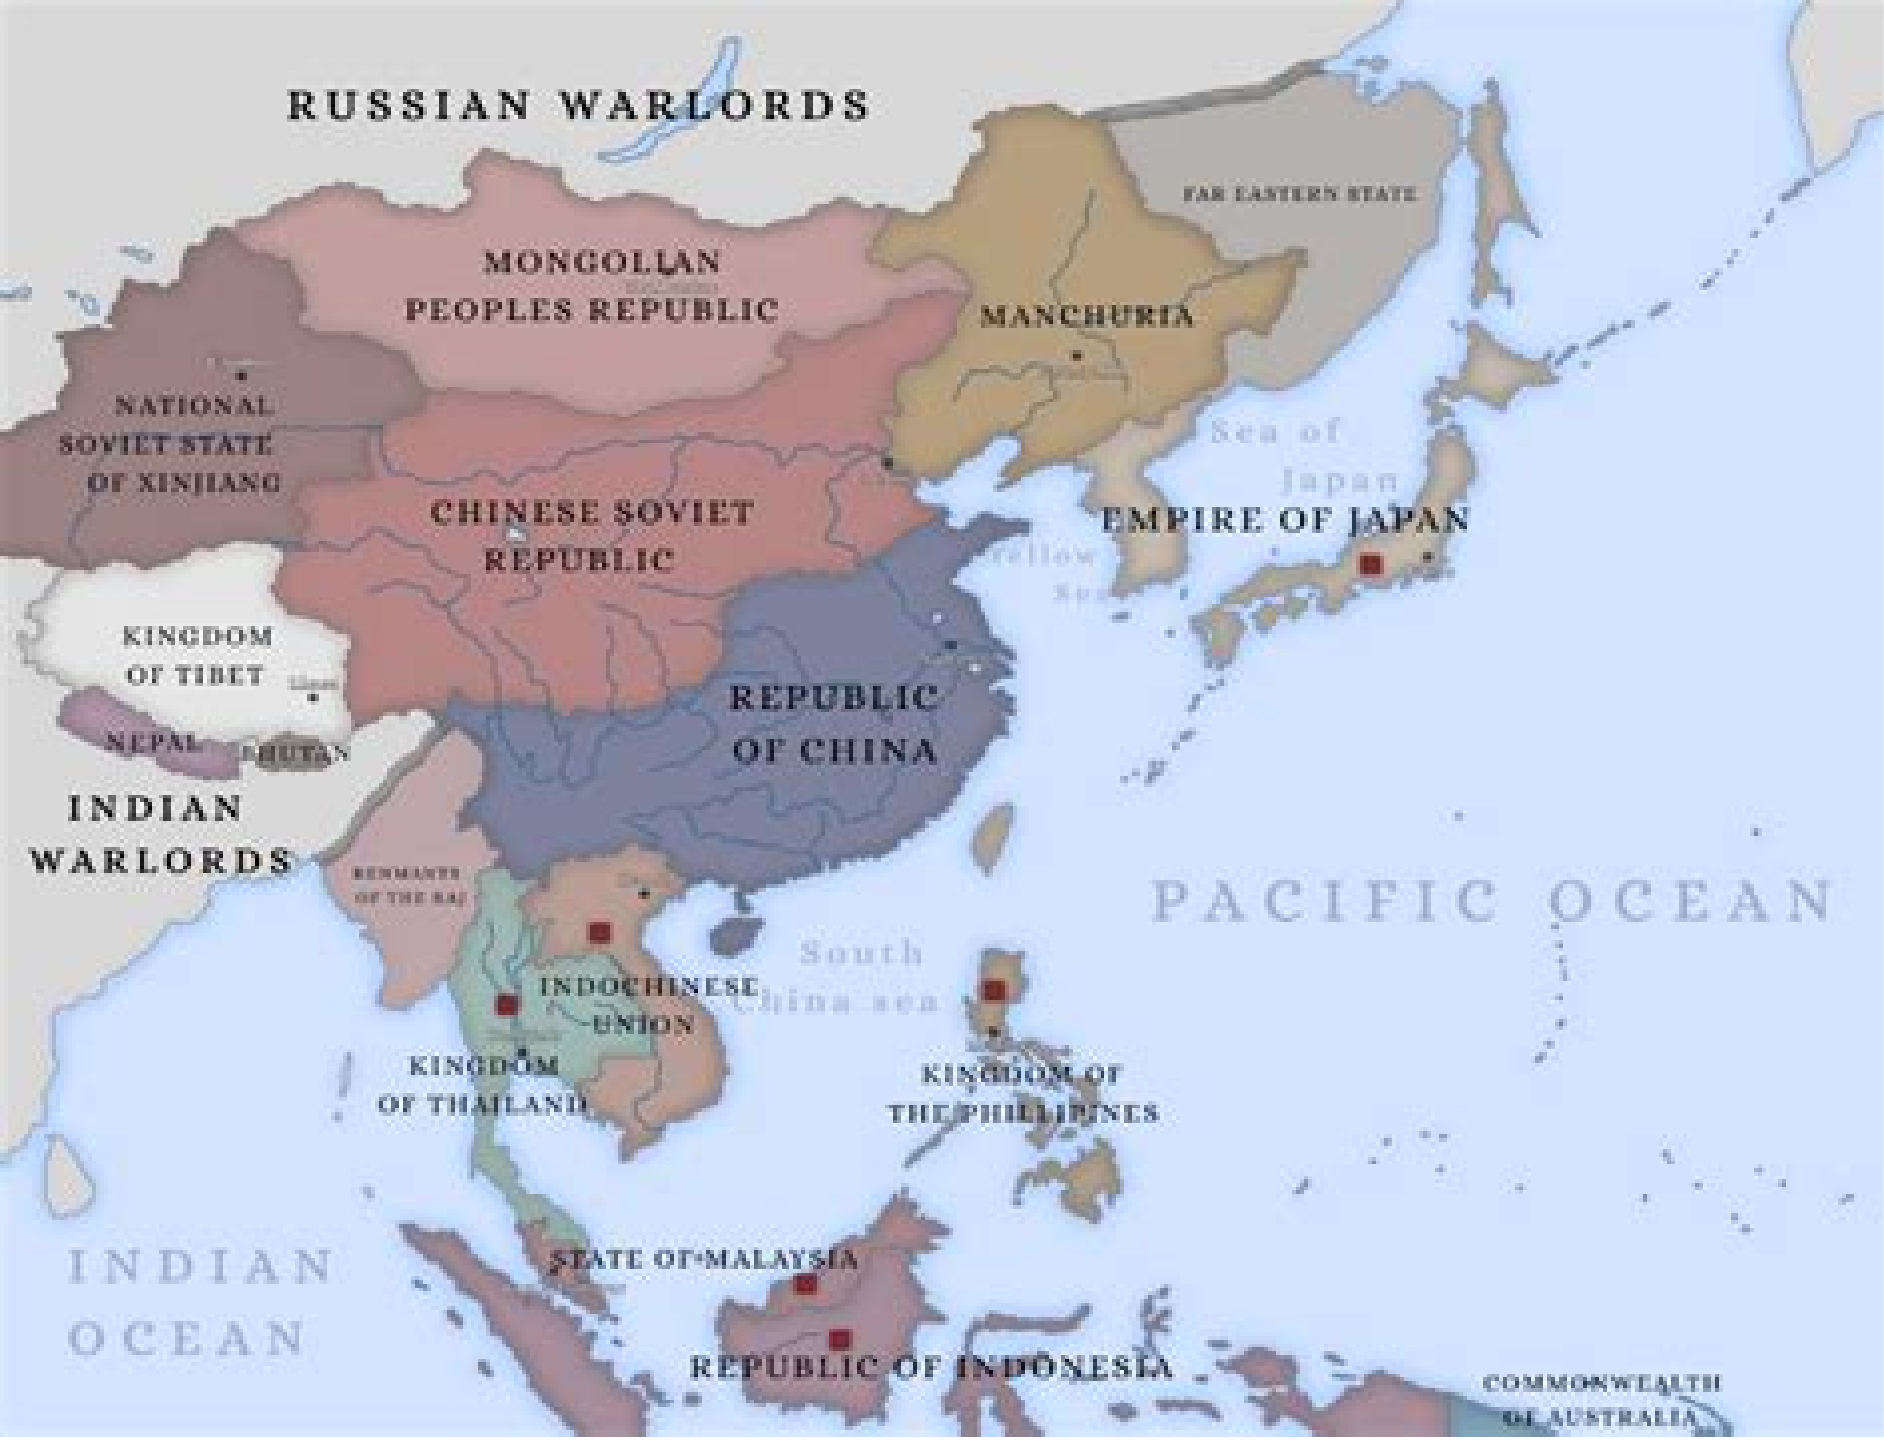 RUSSIAN WARLORDS
FAR EASTERN STATE
MONGOLIAN
PEOPLES REPUBLIC
MANCHURIA
NATIONAL
SOVIET STATE
OF XINJIANG
Sea of
Japan
CHINESE SOVIET
REPUBLIC
EMPIRE OF JAPAN
Yellow
Sea
KINGDOM
OF TIBET
REPUBLIC
OF CHINA
NEPAL
BHUTAN
INDIAN
WARLORDS
REMNANTS
OF THE RAJ
PACIFIC OCEAN
South
China sea
INDOCHINESE
UNION
KINGDOM
OF THAILAND
KINGDOM OF
THE PHILLIPINES
STATE OF MALAYSIA
INDIAN
OCEAN
REPUBLIC OF INDONESIA
COMMONWEALTH
OF AUSTRALIA